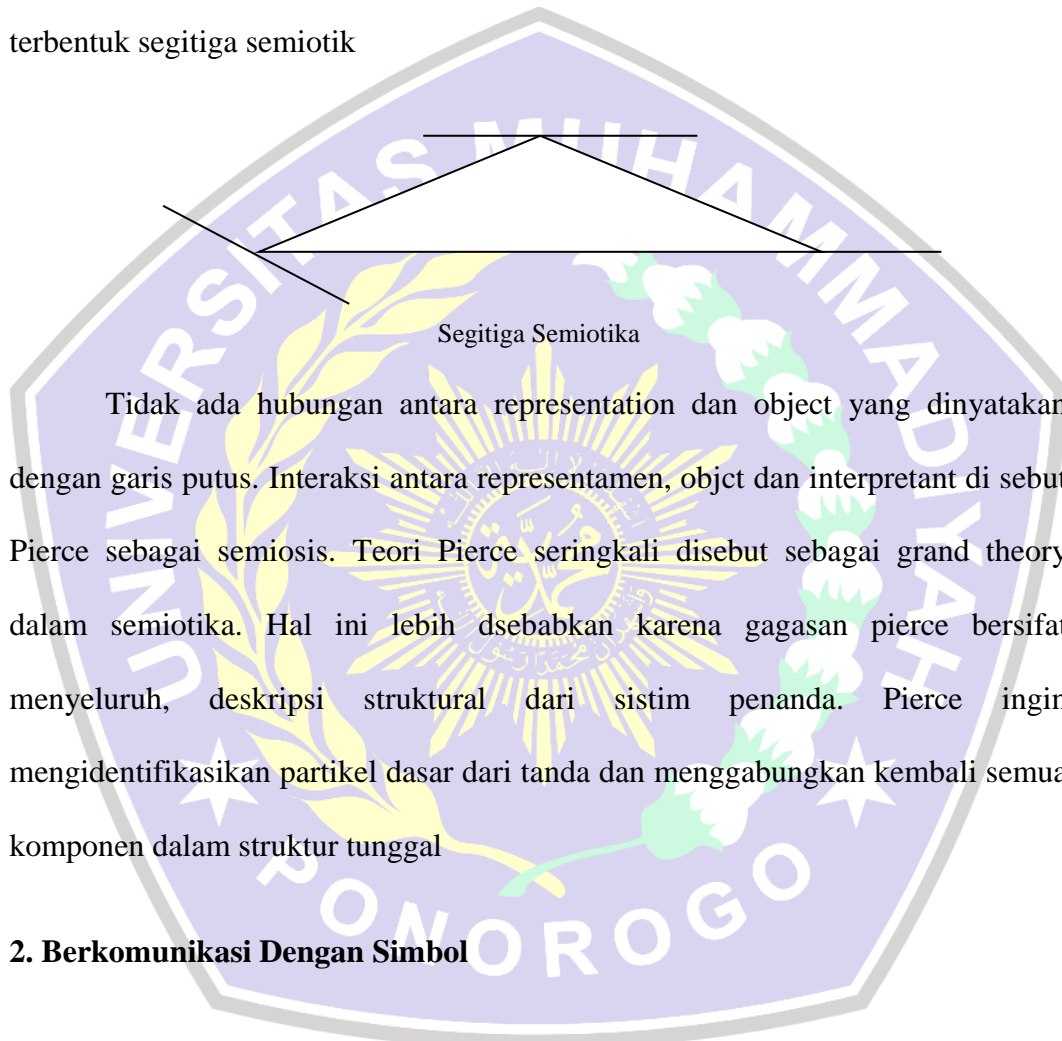 terbentuk segitiga semiotik
Segitiga Semiotika
Tidak ada hubungan antara representation dan object yang dinyatakan
dengan garis putus. Interaksi antara representamen, objct dan interpretant di sebut
Pierce sebagai semiosis. Teori Pierce seringkali disebut sebagai grand theory
dalam semiotika. Hal ini lebih dsebabkan karena gagasan pierce bersifat
menyeluruh, deskripsi struktural dari sistim penanda. Pierce ingin
mengidentifikasikan partikel dasar dari tanda dan menggabungkan kembali semua
komponen dalam struktur tunggal
2. Berkomunikasi Dengan Simbol
UNIVERSITAS MUHAMMADIYAH
PONOROGO